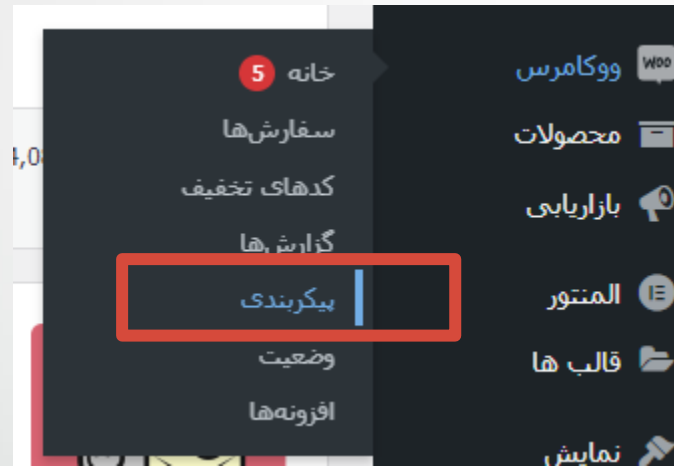 ووکامرس
محصولات
بازاریابی
المنتور
قالب ها
نمایش
خانه 5
سفارش‌ها
کدهای تخفیف
گزارش‌ها
پیکربندی
وضعیت
افزونه‌ها
Woo